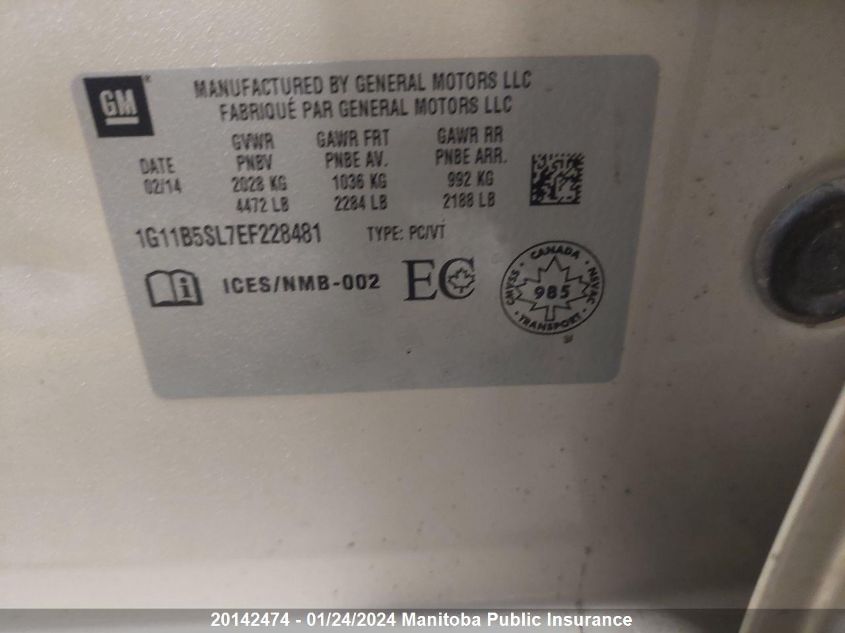 GM
MANUFACTURED BY GENERAL MOTORS LLC
FABRIQUÉ PAR GENERAL MOTORS LLC
DATE GVWR GAWR FRT GAWR RR
PNBV PNBE AV. PNBE ARR.
02/14 2028 KG 1036 KG 992 KG
4472 LB 2284 LB 2188 LB
1G11B5SL7EF228481 TYPE: PC/VT
i ICES/NMB-002 EC
CANADA
CMVSS 985 NSVAC
TRANSPORT
20142474 - 01/24/2024 Manitoba Public Insurance